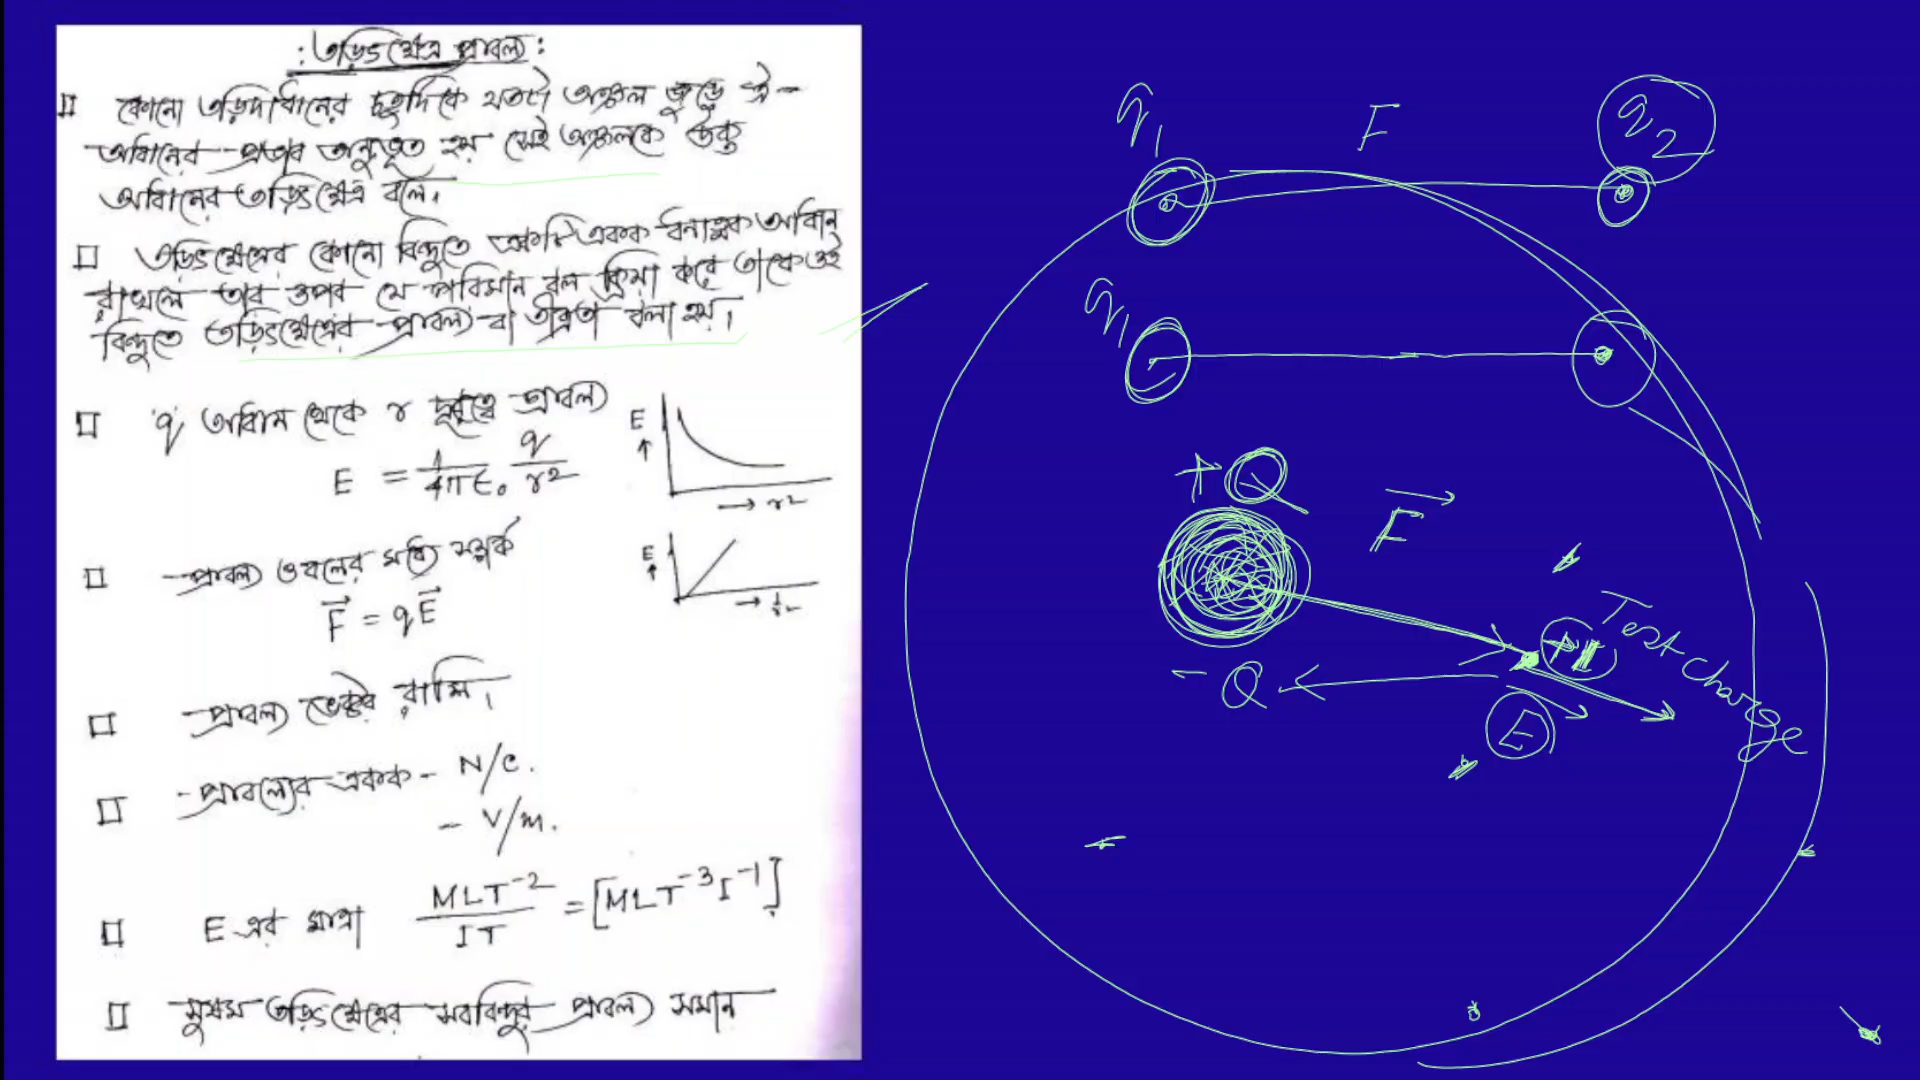 : তড়িৎক্ষেত্র প্রাবল্য :
কোনো তড়িদাধানের চতুর্দিকে যতটা অঞ্চল জুড়ে ঐ-
আধানের প্রভাব অনুভূত হয় সেই অঞ্চলকে উক্ত
আধানের তড়িৎক্ষেত্র বলে।
তড়িৎক্ষেত্রের কোনো বিন্দুতে একটি একক ধনাত্মক আধান
রাখলে তার ওপর যে পরিমান বল ক্রিয়া করে তাকে ওই
বিন্দুতে তড়িৎক্ষেত্রের প্রাবল্য বা তীব্রতা বলা হয়।
q আধান থেকে r দূরত্বে প্রাবল্য
E = 1/4πϵ₀ q/r²
E ↑
→ r²
প্রাবল্য ও বলের মধ্যে সম্পর্ক
F⃗ = qE⃗
E ↑
প্রাবল্য ভেক্টর রাশি।
প্রাবল্যের একক - N/C.
- V/m.
E এর মাত্রা MLT⁻²/IT = [MLT⁻³I⁻¹]
সুষম তড়িৎক্ষেত্রের সববিন্দুর প্রাবল্য সমান
q₁ F q₂
q₁
+Q
F⃗
+1 Test charge
- Q
E